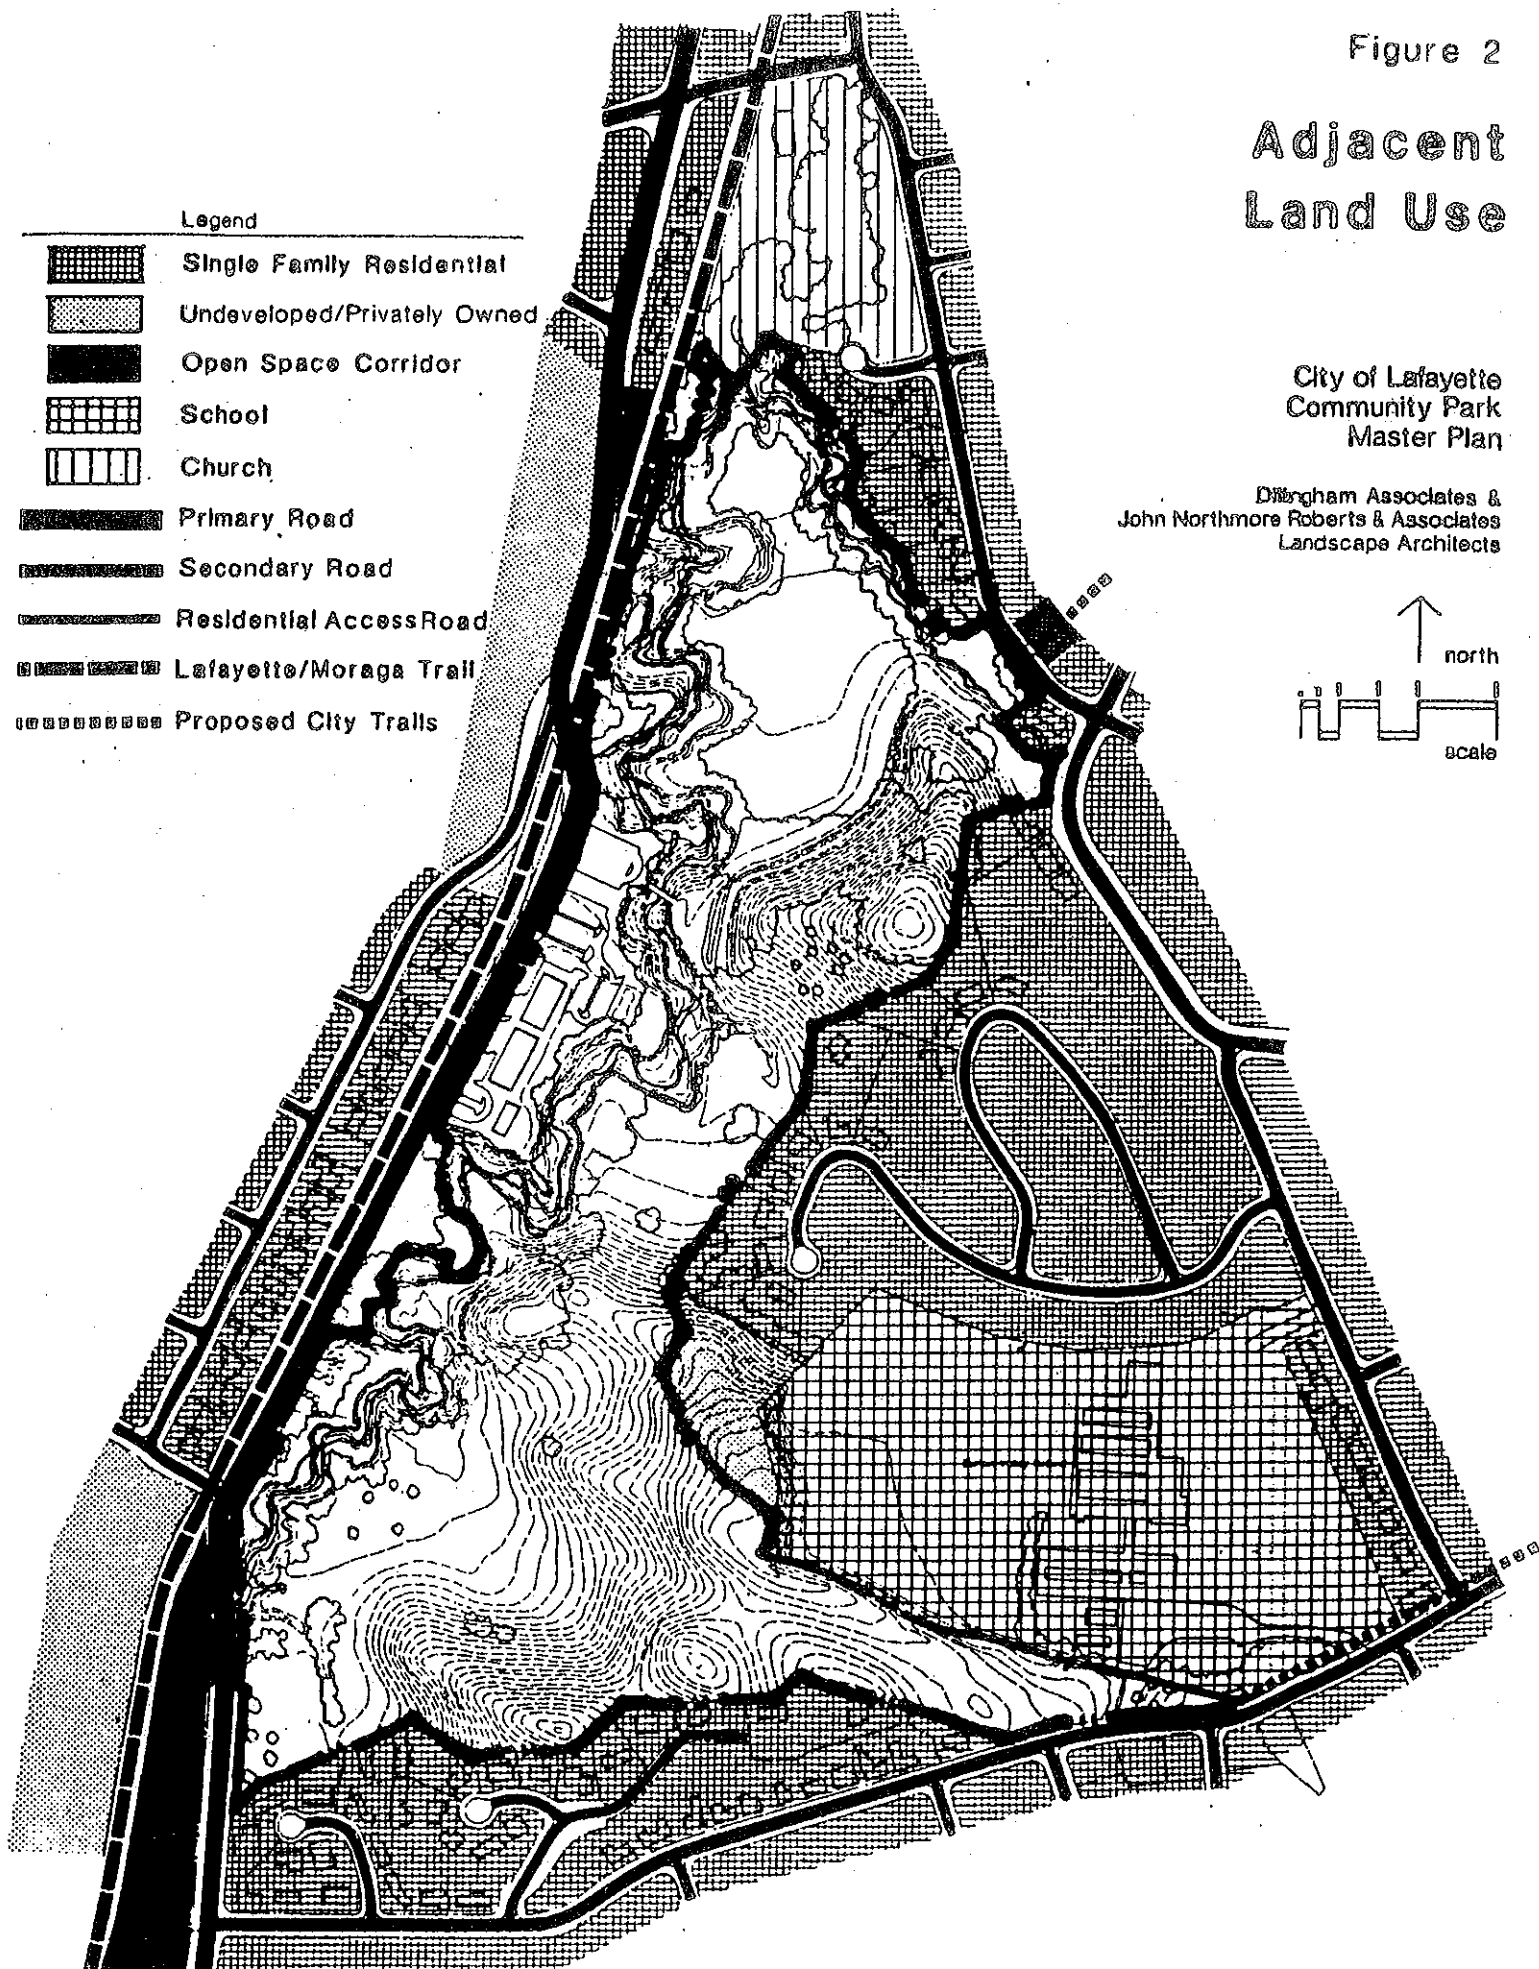 Figure 2
Adjacent
Land Use
Legend
Single Family Residential
Undeveloped/Privately Owned
Open Space Corridor
School
Church
Primary Road
Secondary Road
Residential Access Road
Lafayette/Moraga Trail
Proposed City Trails
City of Lafayette
Community Park
Master Plan
Dillingham Associates &
John Northmore Roberts & Associates
Landscape Architects
north
scale